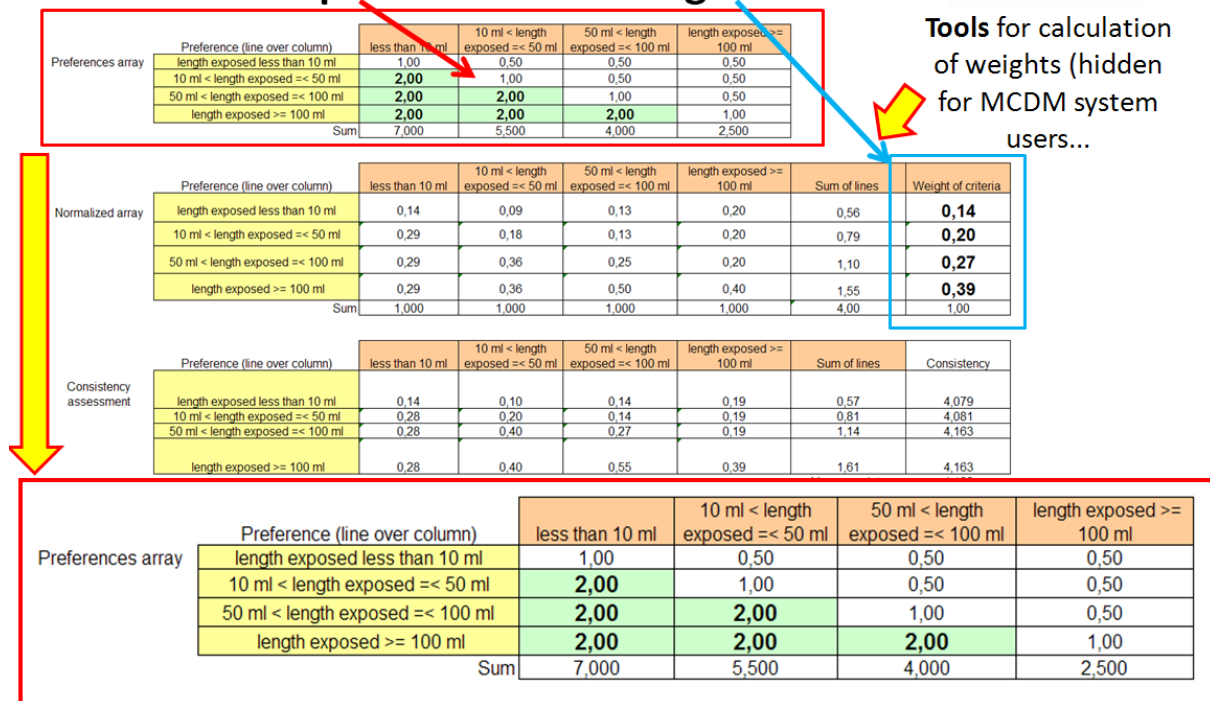 Tools for calculation
of weights (hidden
for MCDM system
users...
Preference (line over column) less than 10 ml 10 ml < length exposed =< 50 ml 50 ml < length exposed =< 100 ml length exposed >= 100 ml
Preferences array length exposed less than 10 ml 1,00 0,50 0,50 0,50
10 ml < length exposed =< 50 ml 2,00 1,00 0,50 0,50
50 ml < length exposed =< 100 ml 2,00 2,00 1,00 0,50
length exposed >= 100 ml 2,00 2,00 2,00 1,00
Sum 7,000 5,500 4,000 2,500
Preference (line over column) less than 10 ml 10 ml < length exposed =< 50 ml 50 ml < length exposed =< 100 ml length exposed >= 100 ml Sum of lines Weight of criteria
Normalized array length exposed less than 10 ml 0,14 0,09 0,13 0,20 0,56 0,14
10 ml < length exposed =< 50 ml 0,29 0,18 0,13 0,20 0,79 0,20
50 ml < length exposed =< 100 ml 0,29 0,36 0,25 0,20 1,10 0,27
length exposed >= 100 ml 0,29 0,36 0,50 0,40 1,55 0,39
Sum 1,000 1,000 1,000 1,000 4,00 1,00
Preference (line over column) less than 10 ml 10 ml < length exposed =< 50 ml 50 ml < length exposed =< 100 ml length exposed >= 100 ml Sum of lines Consistency
Consistency assessment length exposed less than 10 ml 0,14 0,10 0,14 0,19 0,57 4,079
10 ml < length exposed =< 50 ml 0,28 0,20 0,14 0,19 0,81 4,081
50 ml < length exposed =< 100 ml 0,28 0,40 0,27 0,19 1,14 4,163
length exposed >= 100 ml 0,28 0,40 0,55 0,39 1,61 4,163
Preference (line over column) less than 10 ml 10 ml < length exposed =< 50 ml 50 ml < length exposed =< 100 ml length exposed >= 100 ml
Preferences array length exposed less than 10 ml 1,00 0,50 0,50 0,50
10 ml < length exposed =< 50 ml 2,00 1,00 0,50 0,50
50 ml < length exposed =< 100 ml 2,00 2,00 1,00 0,50
length exposed >= 100 ml 2,00 2,00 2,00 1,00
Sum 7,000 5,500 4,000 2,500